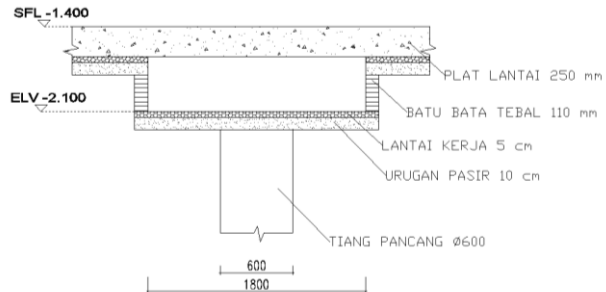 SFL -1.400
PLAT LANTAI 250 mm
ELV-2.100
BATU BATA TEBAL 110 mm
LANTAI KERJA 5 cm
URUGAN PASIR 10 cm
TIANG PANCANG Ø600
600
1800